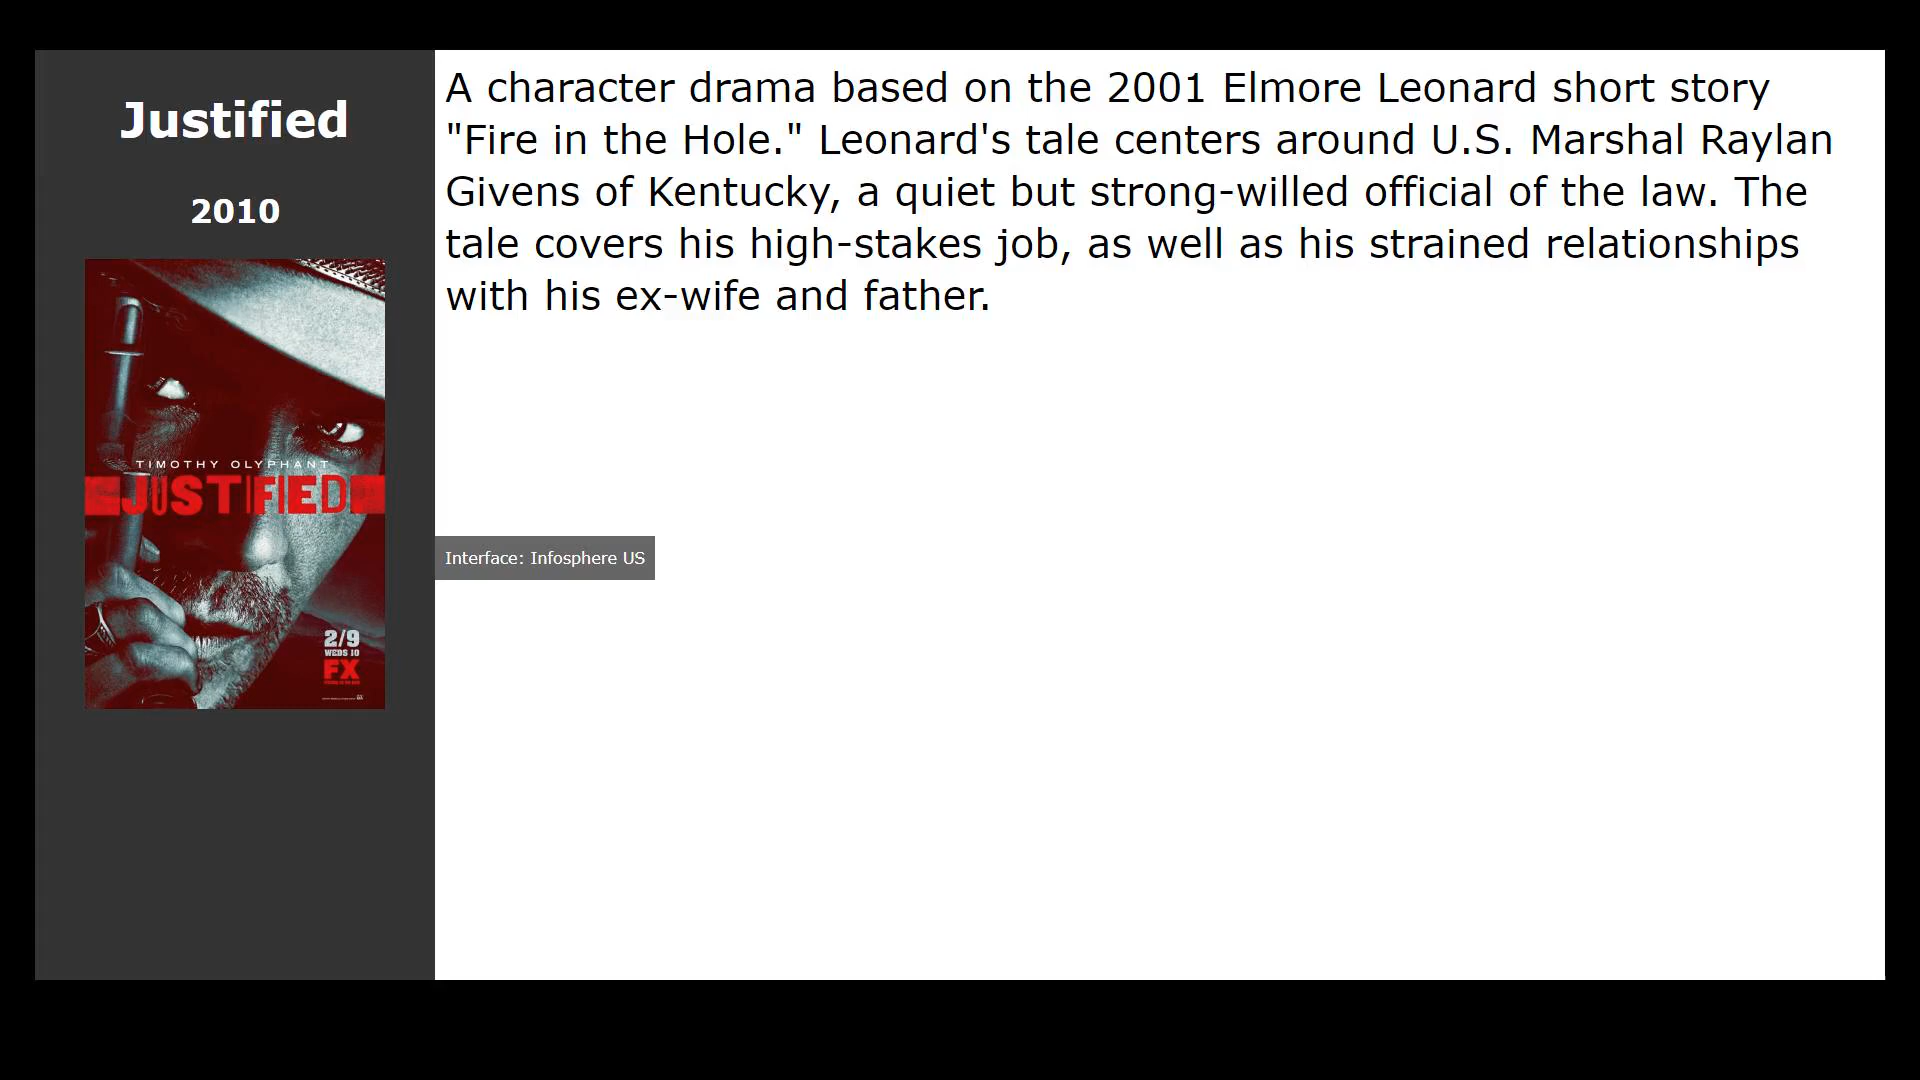 Justified
2010
TIMOTHY OLYPHANT
JUSTIFIED
2/9
WEDS 10
FX
A character drama based on the 2001 Elmore Leonard short story
"Fire in the Hole." Leonard's tale centers around U.S. Marshal Raylan
Givens of Kentucky, a quiet but strong-willed official of the law. The
tale covers his high-stakes job, as well as his strained relationships
with his ex-wife and father.
Interface: Infosphere US